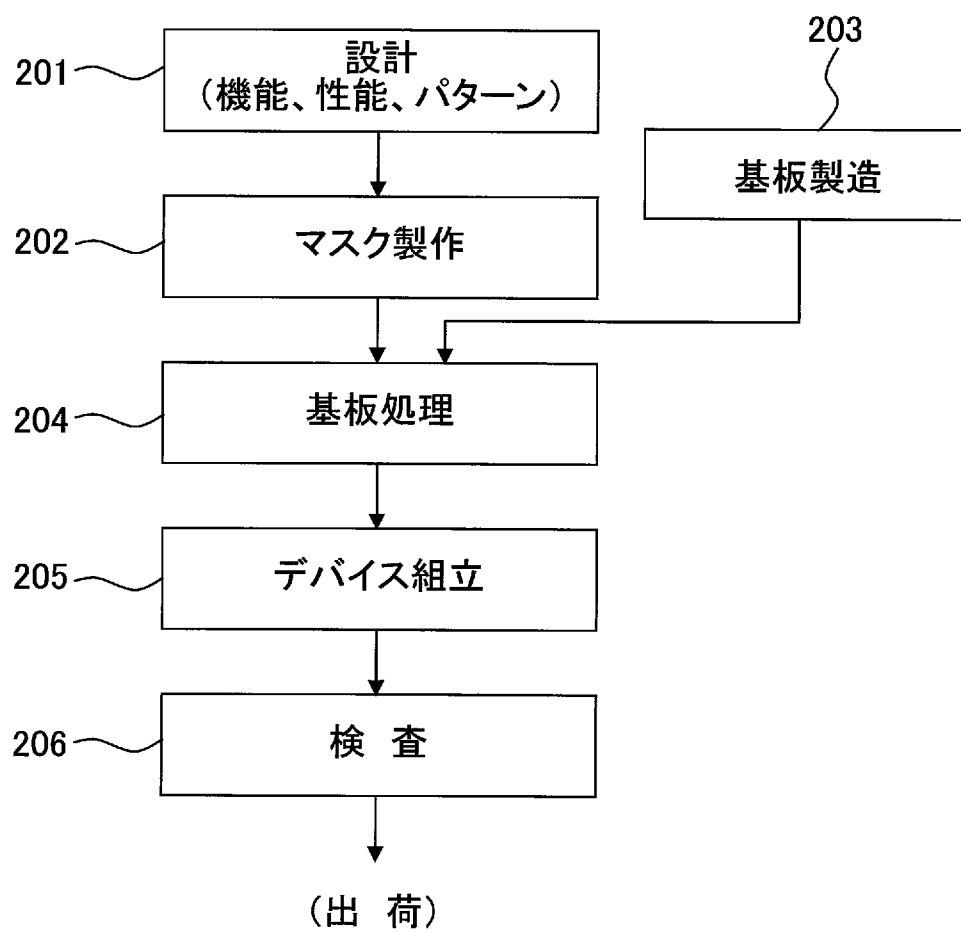 203
201
設計
(機能、性能、パターン)
基板製造
202
マスク製作
204
基板処理
205
デバイス組立
206
検 査
(出 荷)